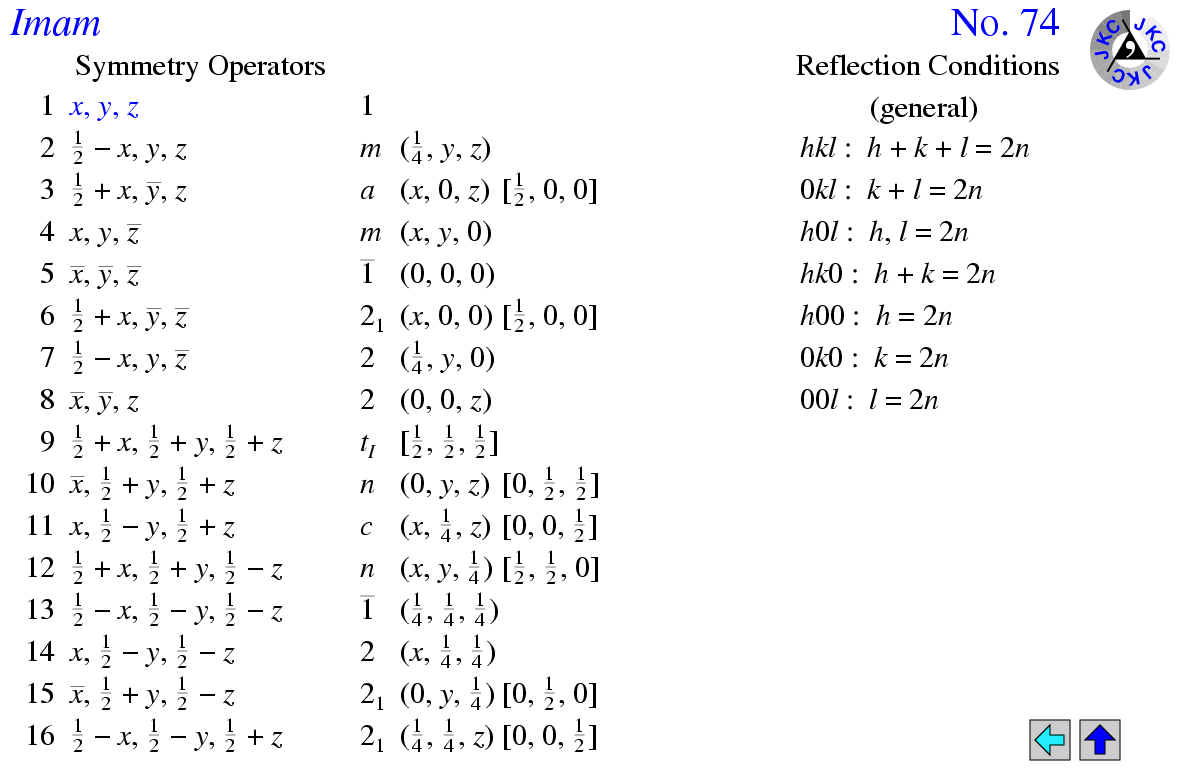 Imam No. 74
JKC JKC JKC
Symmetry Operators Reflection Conditions
1 x, y, z 1 (general)
2 1/2 − x, y, z m (1/4, y, z) hkl : h + k + l = 2n
3 1/2 + x, y̅, z a (x, 0, z) [1/2, 0, 0] 0kl : k + l = 2n
4 x, y, z̅ m (x, y, 0) h0l : h, l = 2n
5 x̅, y̅, z̅ 1̅ (0, 0, 0) hk0 : h + k = 2n
6 1/2 + x, y̅, z̅ 2₁ (x, 0, 0) [1/2, 0, 0] h00 : h = 2n
7 1/2 − x, y, z̅ 2 (1/4, y, 0) 0k0 : k = 2n
8 x̅, y̅, z 2 (0, 0, z) 00l : l = 2n
9 1/2 + x, 1/2 + y, 1/2 + z t_I [1/2, 1/2, 1/2]
10 x̅, 1/2 + y, 1/2 + z n (0, y, z) [0, 1/2, 1/2]
11 x, 1/2 − y, 1/2 + z c (x, 1/4, z) [0, 0, 1/2]
12 1/2 + x, 1/2 + y, 1/2 − z n (x, y, 1/4) [1/2, 1/2, 0]
13 1/2 − x, 1/2 − y, 1/2 − z 1̅ (1/4, 1/4, 1/4)
14 x, 1/2 − y, 1/2 − z 2 (x, 1/4, 1/4)
15 x̅, 1/2 + y, 1/2 − z 2₁ (0, y, 1/4) [0, 1/2, 0]
16 1/2 − x, 1/2 − y, 1/2 + z 2₁ (1/4, 1/4, z) [0, 0, 1/2]